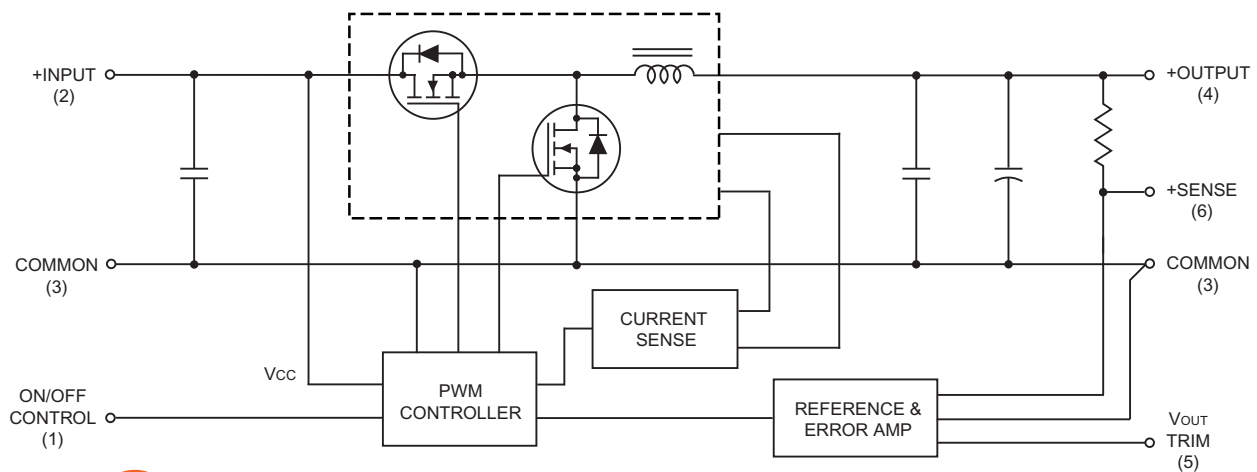 +INPUT
(2)
+OUTPUT
(4)
+SENSE
(6)
COMMON
(3)
COMMON
(3)
CURRENT
SENSE
VCC
PWM
CONTROLLER
ON/OFF
CONTROL
(1)
REFERENCE &
ERROR AMP
VOUT
TRIM
(5)